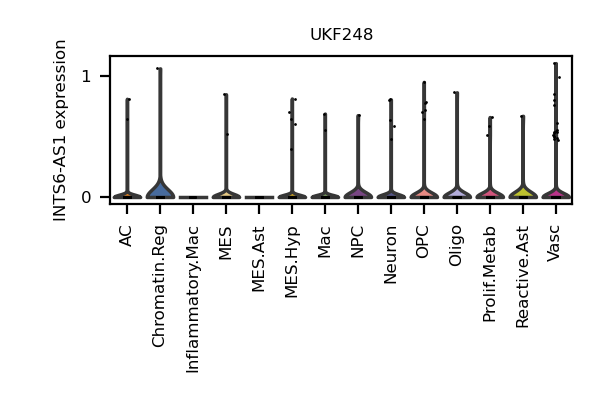 UKF248
INTS6-AS1 expression
1
0
AC
Chromatin.Reg
Inflammatory.Mac
MES
MES.Ast
MES.Hyp
Mac
NPC
Neuron
OPC
Oligo
Prolif.Metab
Reactive.Ast
Vasc